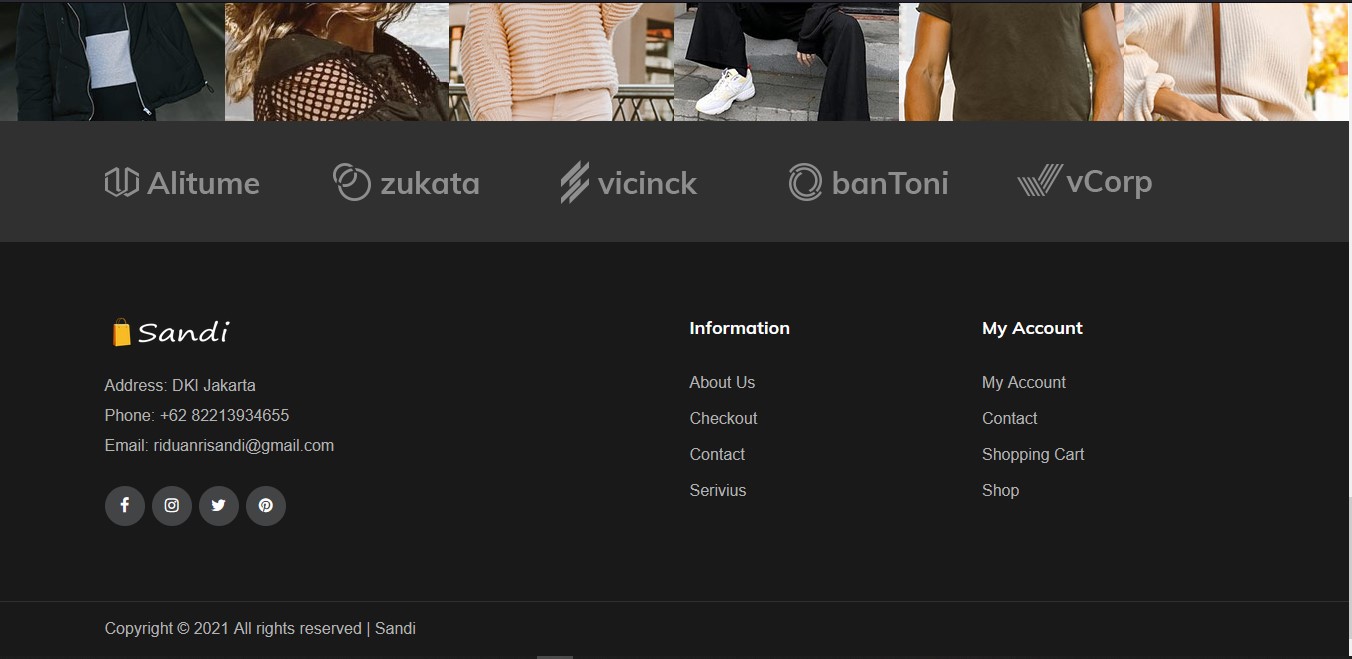 Alitume zukata vicinck banToni vCorp
Sandi
Address: DKI Jakarta
Phone: +62 82213934655
Email: riduanrisandi@gmail.com
Information
About Us
Checkout
Contact
Serivius
My Account
My Account
Contact
Shopping Cart
Shop
Copyright © 2021 All rights reserved | Sandi